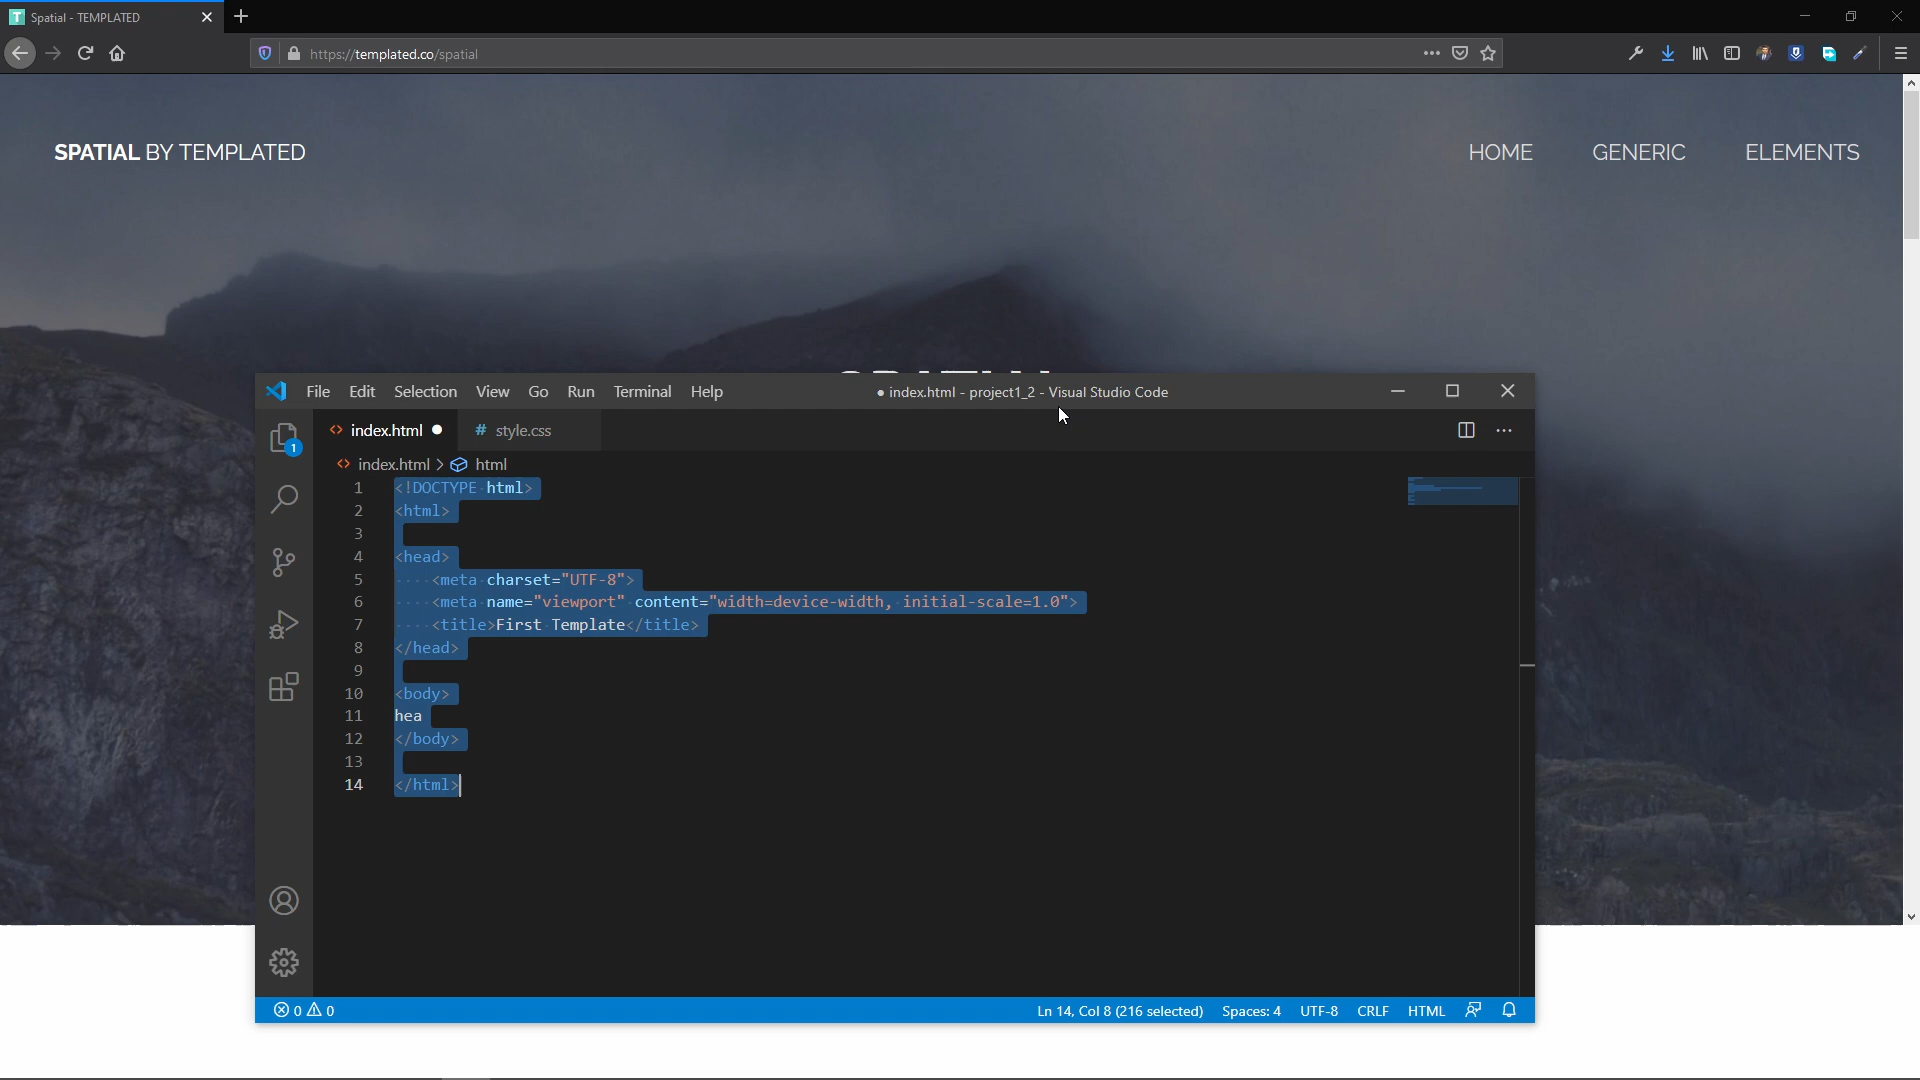 Spatial - TEMPLATED
https://templated.co/spatial
SPATIAL BY TEMPLATED
HOME GENERIC ELEMENTS
File Edit Selection View Go Run Terminal Help
● index.html - project1_2 - Visual Studio Code
index.html ● # style.css
1
<> index.html > html
1 <!DOCTYPE html>
2 <html>
3
4 <head>
5 ····<meta charset="UTF-8">
6 ····<meta name="viewport" content="width=device-width, initial-scale=1.0">
7 ····<title>First Template</title>
8 </head>
9
10 <body>
11 hea
12 </body>
13
14 </html>
0 0 Ln 14, Col 8 (216 selected) Spaces: 4 UTF-8 CRLF HTML